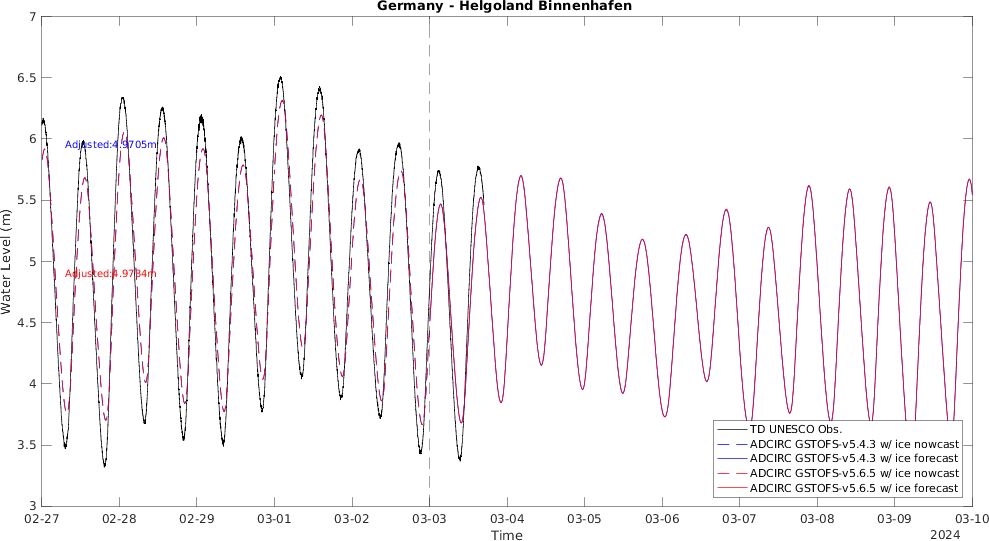 Germany - Helgoland Binnenhafen
7
6.5
6
5.5
5
4.5
4
3.5
3
Water Level (m)
Adjusted:4.9705m
Adjusted:4.9784m
TD UNESCO Obs.
ADCIRC GSTOFS-v5.4.3 w/ ice nowcast
ADCIRC GSTOFS-v5.4.3 w/ ice forecast
ADCIRC GSTOFS-v5.6.5 w/ ice nowcast
ADCIRC GSTOFS-v5.6.5 w/ ice forecast
02-27 02-28 02-29 03-01 03-02 03-03 03-04 03-05 03-06 03-07 03-08 03-09 03-10
Time
2024